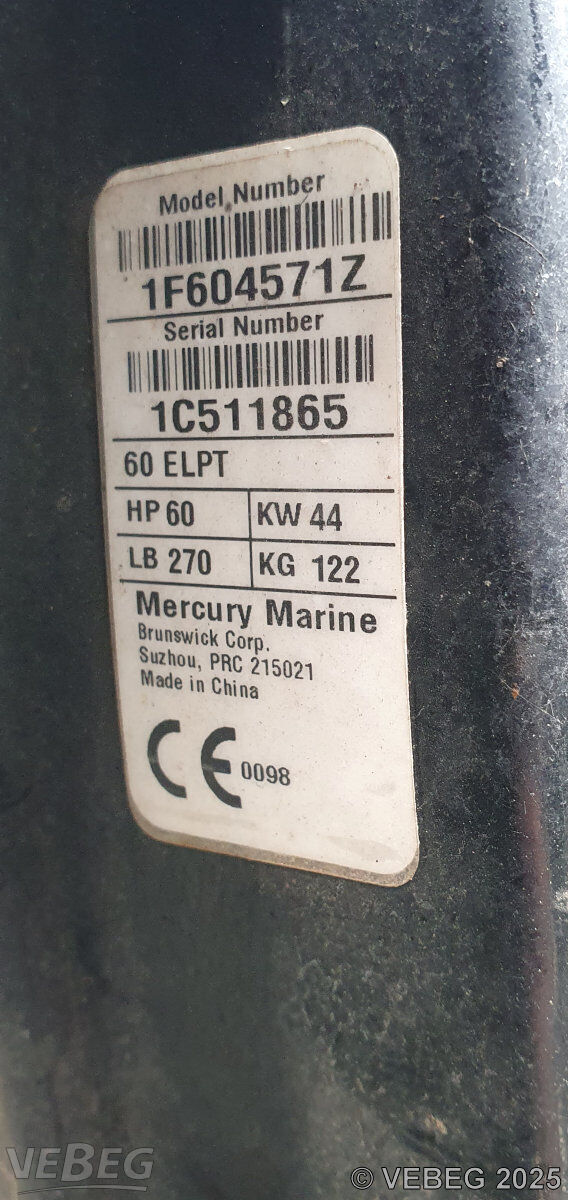 Model Number
1F604571Z
Serial Number
1C511865
60 ELPT
HP 60 KW 44
LB 270 KG 122
Mercury Marine
Brunswick Corp.
Suzhou, PRC 215021
Made in China
CE 0098
VEBEG
© VEBEG 2025